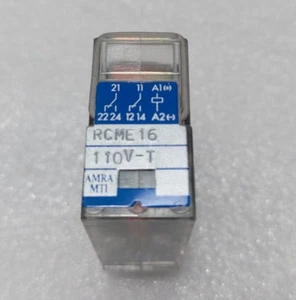 21 11 A1(+)
22 24 12 14 A2(-)
RCME16
110V-T
AMRA
MTI